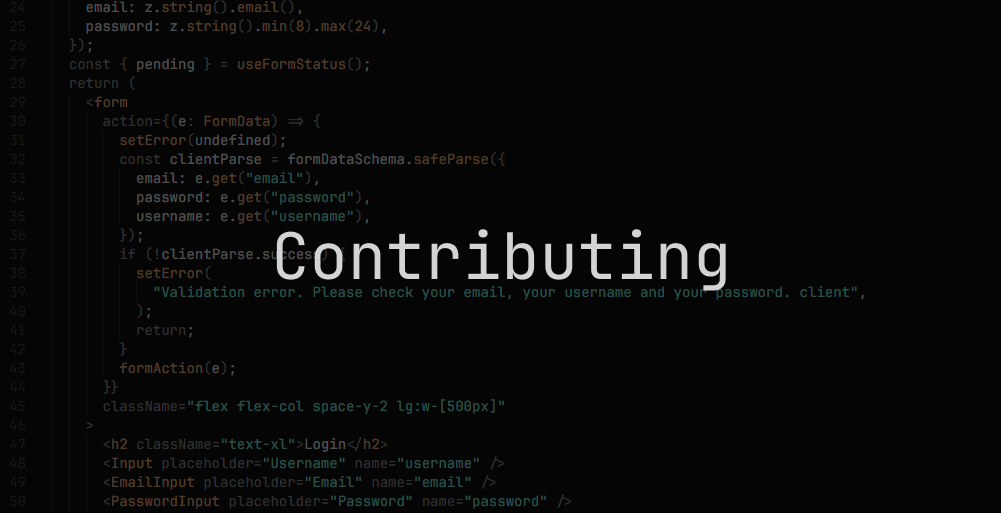 24 email: z.string().email(),
25 password: z.string().min(8).max(24),
26 });
27 const { pending } = useFormStatus();
28 return (
29 <form
30 action={(e: FormData) => {
31 setError(undefined);
32 const clientParse = formDataSchema.safeParse({
33 email: e.get("email"),
34 password: e.get("password"),
35 username: e.get("username"),
36 });
37 if (!clientParse.success) {
Contributing
38 setError(
39 "Validation error. Please check your email, your username and your password. client",
40 );
41 return;
42 }
43 formAction(e);
44 }}
45 className="flex flex-col space-y-2 lg:w-[500px]"
46 >
47 <h2 className="text-xl">Login</h2>
48 <Input placeholder="Username" name="username" />
49 <EmailInput placeholder="Email" name="email" />
50 <PasswordInput placeholder="Password" name="password" />